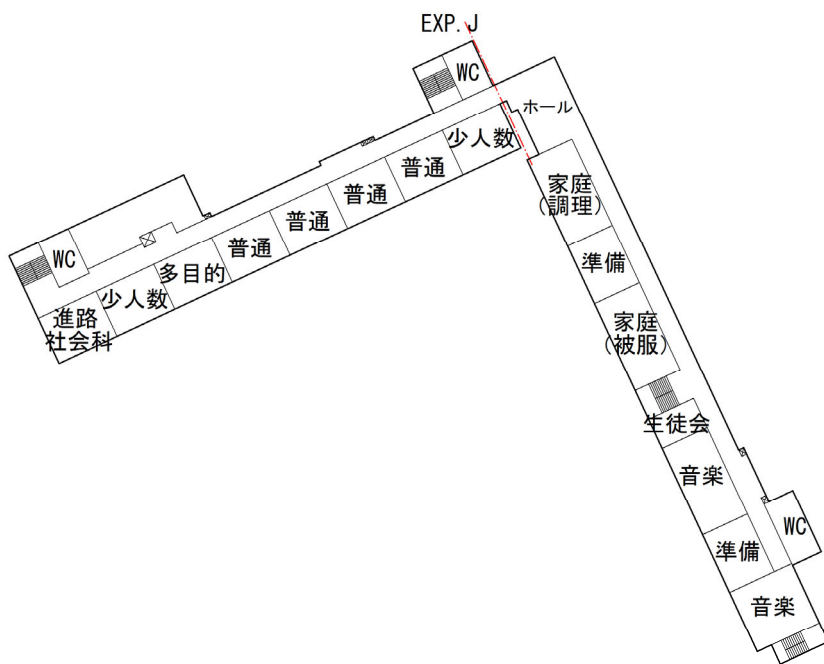 EXP. J
WC
ホール
少人数
普通
普通
普通
普通
多目的
少人数
進路
社会科
WC
家庭
(調理)
準備
家庭
(被服)
生徒会
音楽
準備
WC
音楽